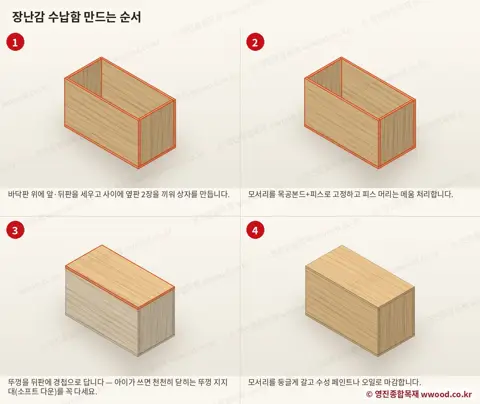 장난감 수납함 만드는 순서
1
2
바닥판 위에 앞·뒤판을 세우고 사이에 옆판 2장을 끼워 상자를 만듭니다.
모서리를 목공본드+피스로 고정하고 피스 머리는 메움 처리합니다.
3
4
뚜껑을 뒤판에 경첩으로 답니다 — 아이가 쓰면 천천히 닫히는 뚜껑 지지
대(소프트 다운)를 꼭 다세요.
모서리를 둥글게 갈고 수성 페인트나 오일로 마감합니다.
© 영진종합목재 wwood.co.kr